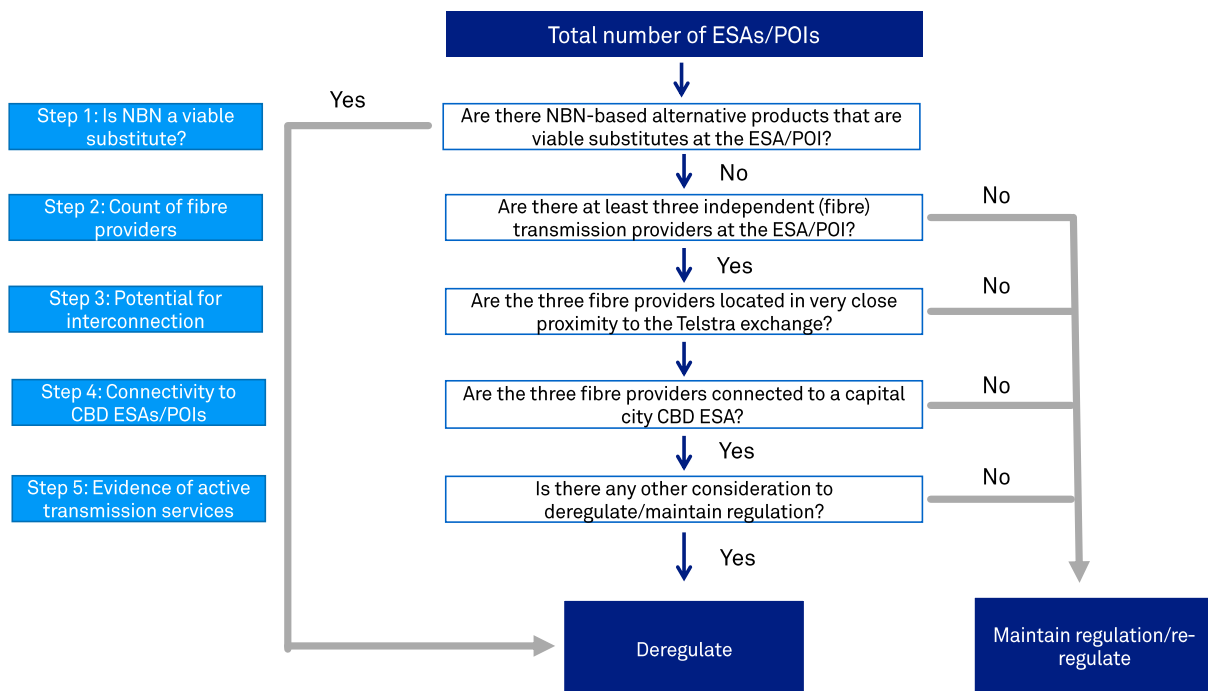 Total number of ESAs/POIs
Yes
Step 1: Is NBN a viable
substitute?
Are there NBN-based alternative products that are
viable substitutes at the ESA/POI?
No
Step 2: Count of fibre
providers
Are there at least three independent (fibre)
transmission providers at the ESA/POI?
No
Yes
Step 3: Potential for
interconnection
Are the three fibre providers located in very close
proximity to the Telstra exchange?
No
Step 4: Connectivity to
CBD ESAs/POIs
Are the three fibre providers connected to a capital
city CBD ESA?
No
Yes
Step 5: Evidence of active
transmission services
Is there any other consideration to
deregulate/maintain regulation?
No
Yes
Deregulate
Maintain regulation/re-
regulate